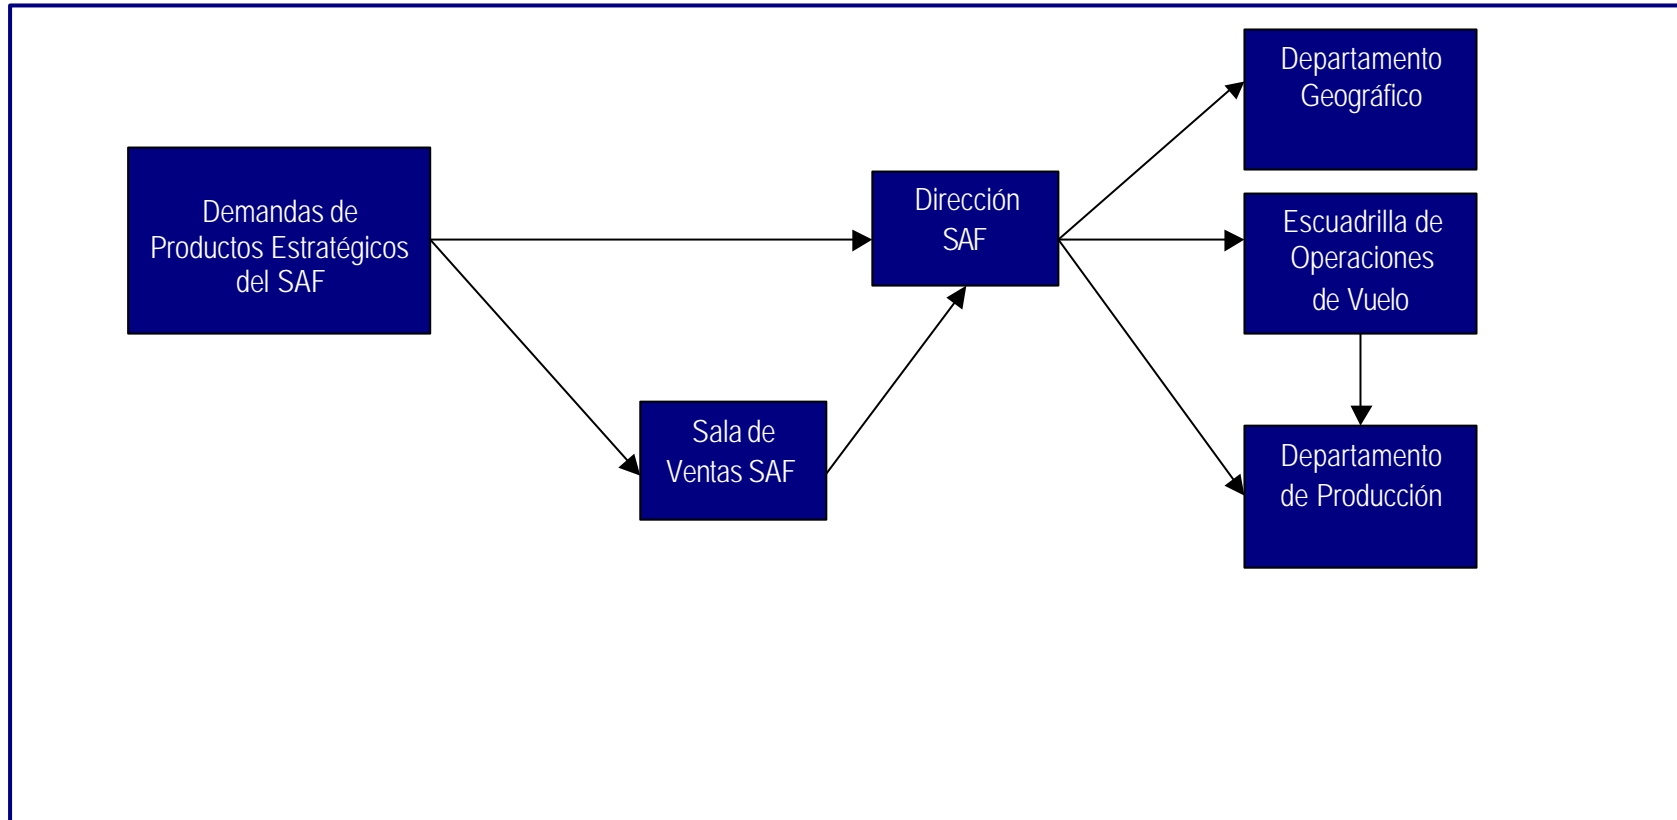 Demandas de
Productos Estratégicos
del SAF
Sala de
Ventas SAF
Dirección
SAF
Departamento
Geográfico
Escuadrilla de
Operaciones
de Vuelo
Departamento
de Producción